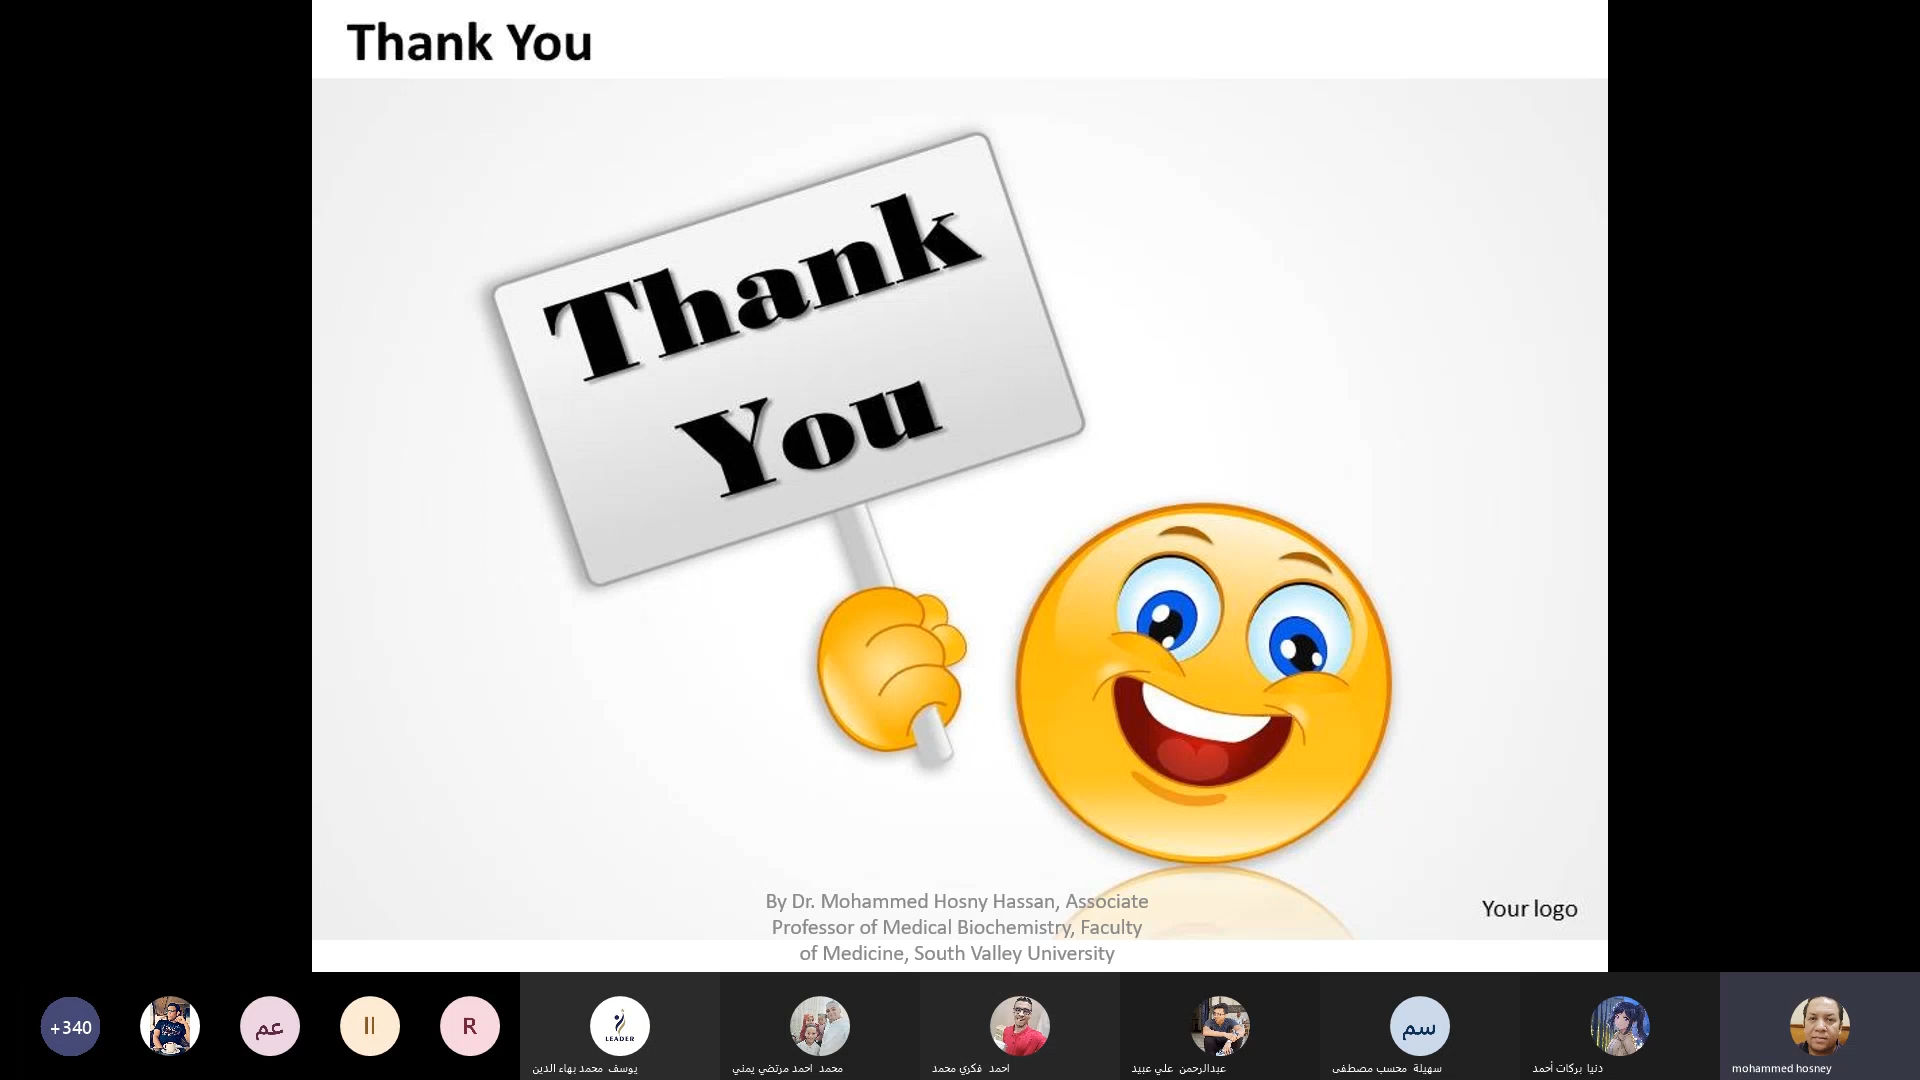 Thank You
Thank
You
By Dr. Mohammed Hosny Hassan, Associate
Professor of Medical Biochemistry, Faculty
of Medicine, South Valley University
Your logo
+340
عم
اا
R
LEADER
سم
يوسف محمد بهاء الدين
محمد احمد مرتضي يمني
احمد فكري محمد
عبدالرحمن علي عبيد
سهيلة محسب مصطفى
دنيا بركات أحمد
mohammed hosney